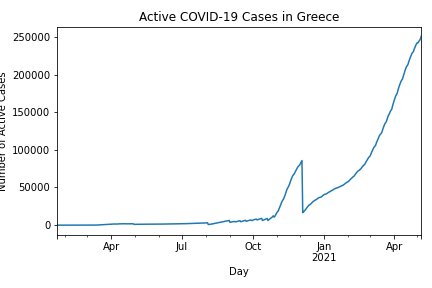 Active COVID-19 Cases in Greece
Number of Active Cases
250000
200000
150000
100000
50000
0
Apr
Jul
Oct
Jan
2021
Apr
Day